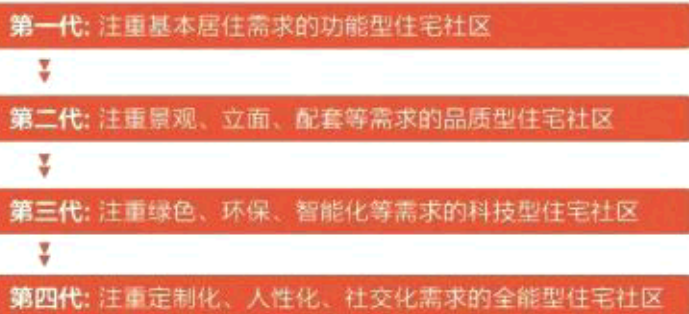 第一代: 注重基本居住需求的功能型住宅社区
第二代: 注重景观、立面、配套等需求的品质型住宅社区
第三代: 注重绿色、环保、智能化等需求的科技型住宅社区
第四代: 注重定制化、人性化、社交化需求的全能型住宅社区